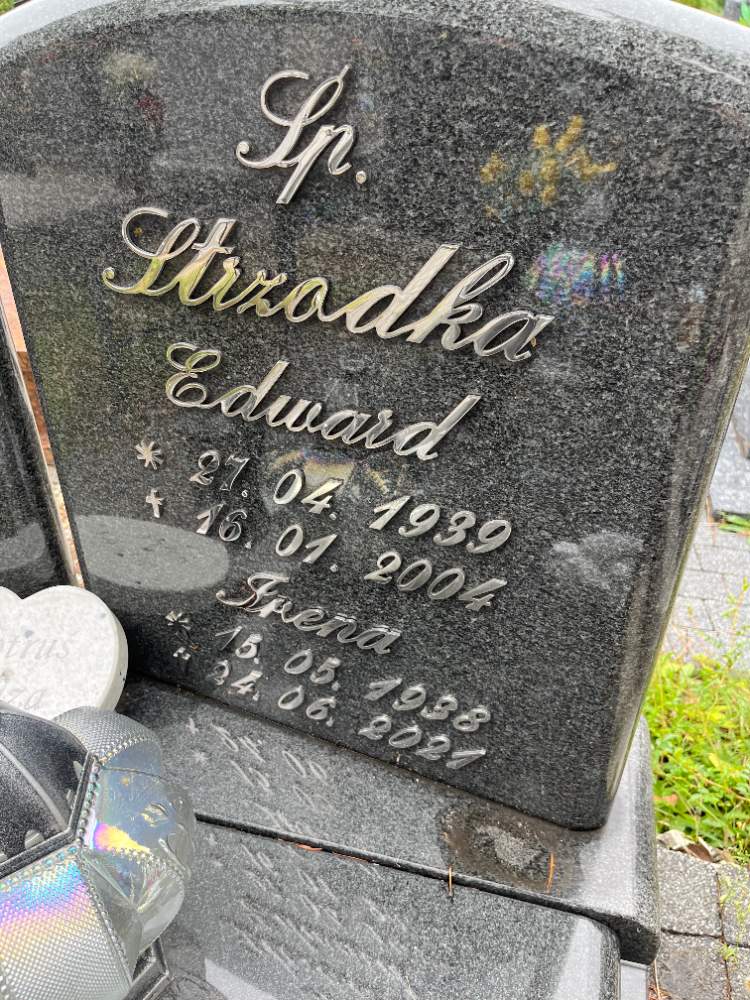 Śp.
Strzodka
Edward
* 27. 04. 1939
† 16. 01. 2004
Irena
* 15. 05. 1938
† 24. 06. 2021